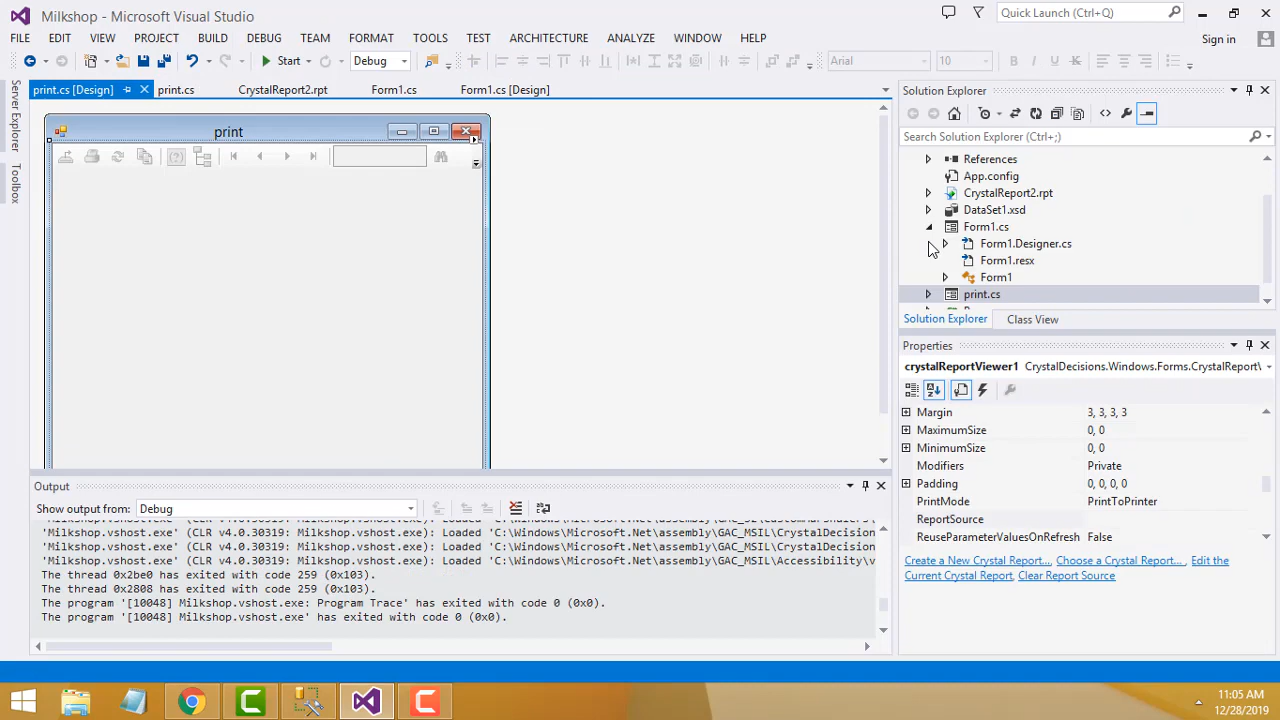 Milkshop - Microsoft Visual Studio
Quick Launch (Ctrl+Q)
FILE EDIT VIEW PROJECT BUILD DEBUG TEAM FORMAT TOOLS TEST ARCHITECTURE ANALYZE WINDOW HELP
Sign in
Start Debug Arial 10
Server Explorer
Toolbox
print.cs [Design] print.cs CrystalReport2.rpt Form1.cs Form1.cs [Design]
print
Solution Explorer
Search Solution Explorer (Ctrl+;)
References
App.config
CrystalReport2.rpt
DataSet1.xsd
Form1.cs
Form1.Designer.cs
Form1.resx
Form1
print.cs
Solution Explorer Class View
Properties
crystalReportViewer1 CrystalDecisions.Windows.Forms.CrystalReportV
Margin 3, 3, 3, 3
MaximumSize 0, 0
MinimumSize 0, 0
Modifiers Private
Padding 0, 0, 0, 0
PrintMode PrintToPrinter
ReportSource
ReuseParameterValuesOnRefresh False
Create a New Crystal Report... Choose a Crystal Report... Edit the
Current Crystal Report Clear Report Source
Output
Show output from: Debug
'Milkshop.vshost.exe' (CLR v4.0.30319: Milkshop.vshost.exe): Loaded 'C:\Windows\Microsoft.Net\assembly\GAC_MSIL\CrystalDecision
'Milkshop.vshost.exe' (CLR v4.0.30319: Milkshop.vshost.exe): Loaded 'C:\Windows\Microsoft.Net\assembly\GAC_MSIL\CrystalDecision
'Milkshop.vshost.exe' (CLR v4.0.30319: Milkshop.vshost.exe): Loaded 'C:\Windows\Microsoft.Net\assembly\GAC_MSIL\Accessibility\v
The thread 0x2be0 has exited with code 259 (0x103).
The thread 0x2808 has exited with code 259 (0x103).
The program '[10048] Milkshop.vshost.exe: Program Trace' has exited with code 0 (0x0).
The program '[10048] Milkshop.vshost.exe' has exited with code 0 (0x0).
11:05 AM
12/28/2019